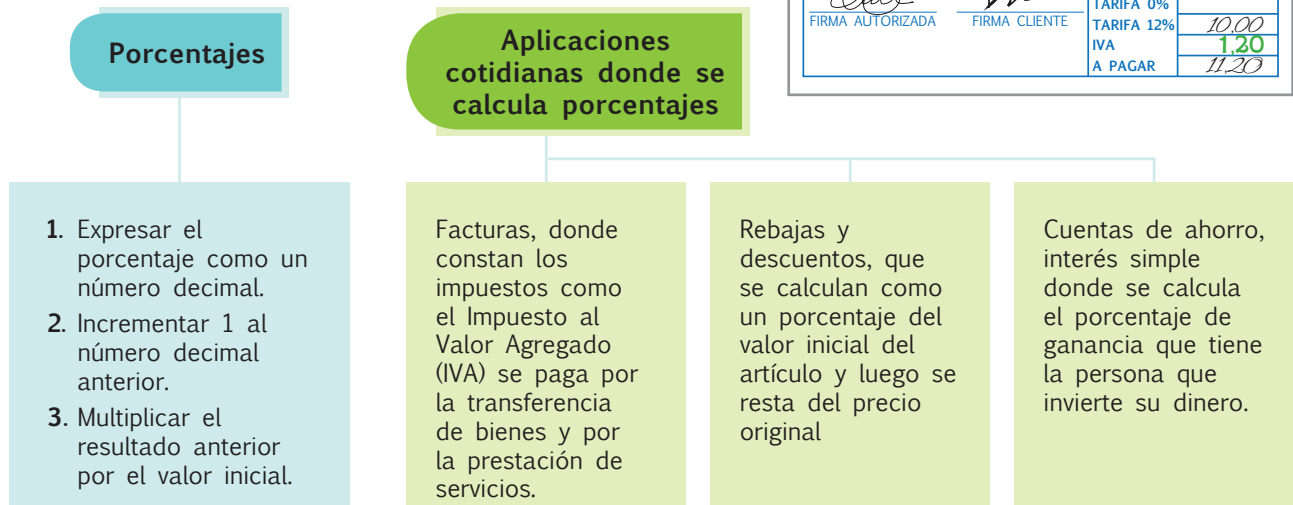 TARIFA 0%
FIRMA AUTORIZADA
FIRMA CLIENTE
TARIFA 12% 10,00
IVA 1,20
A PAGAR 11,20
Porcentajes
Aplicaciones
cotidianas donde se
calcula porcentajes
1. Expresar el
porcentaje como un
número decimal.
2. Incrementar 1 al
número decimal
anterior.
3. Multiplicar el
resultado anterior
por el valor inicial.
Facturas, donde
constan los
impuestos como
el Impuesto al
Valor Agregado
(IVA) se paga por
la transferencia
de bienes y por
la prestación de
servicios.
Rebajas y
descuentos, que
se calculan como
un porcentaje del
valor inicial del
artículo y luego se
resta del precio
original
Cuentas de ahorro,
interés simple
donde se calcula
el porcentaje de
ganancia que tiene
la persona que
invierte su dinero.